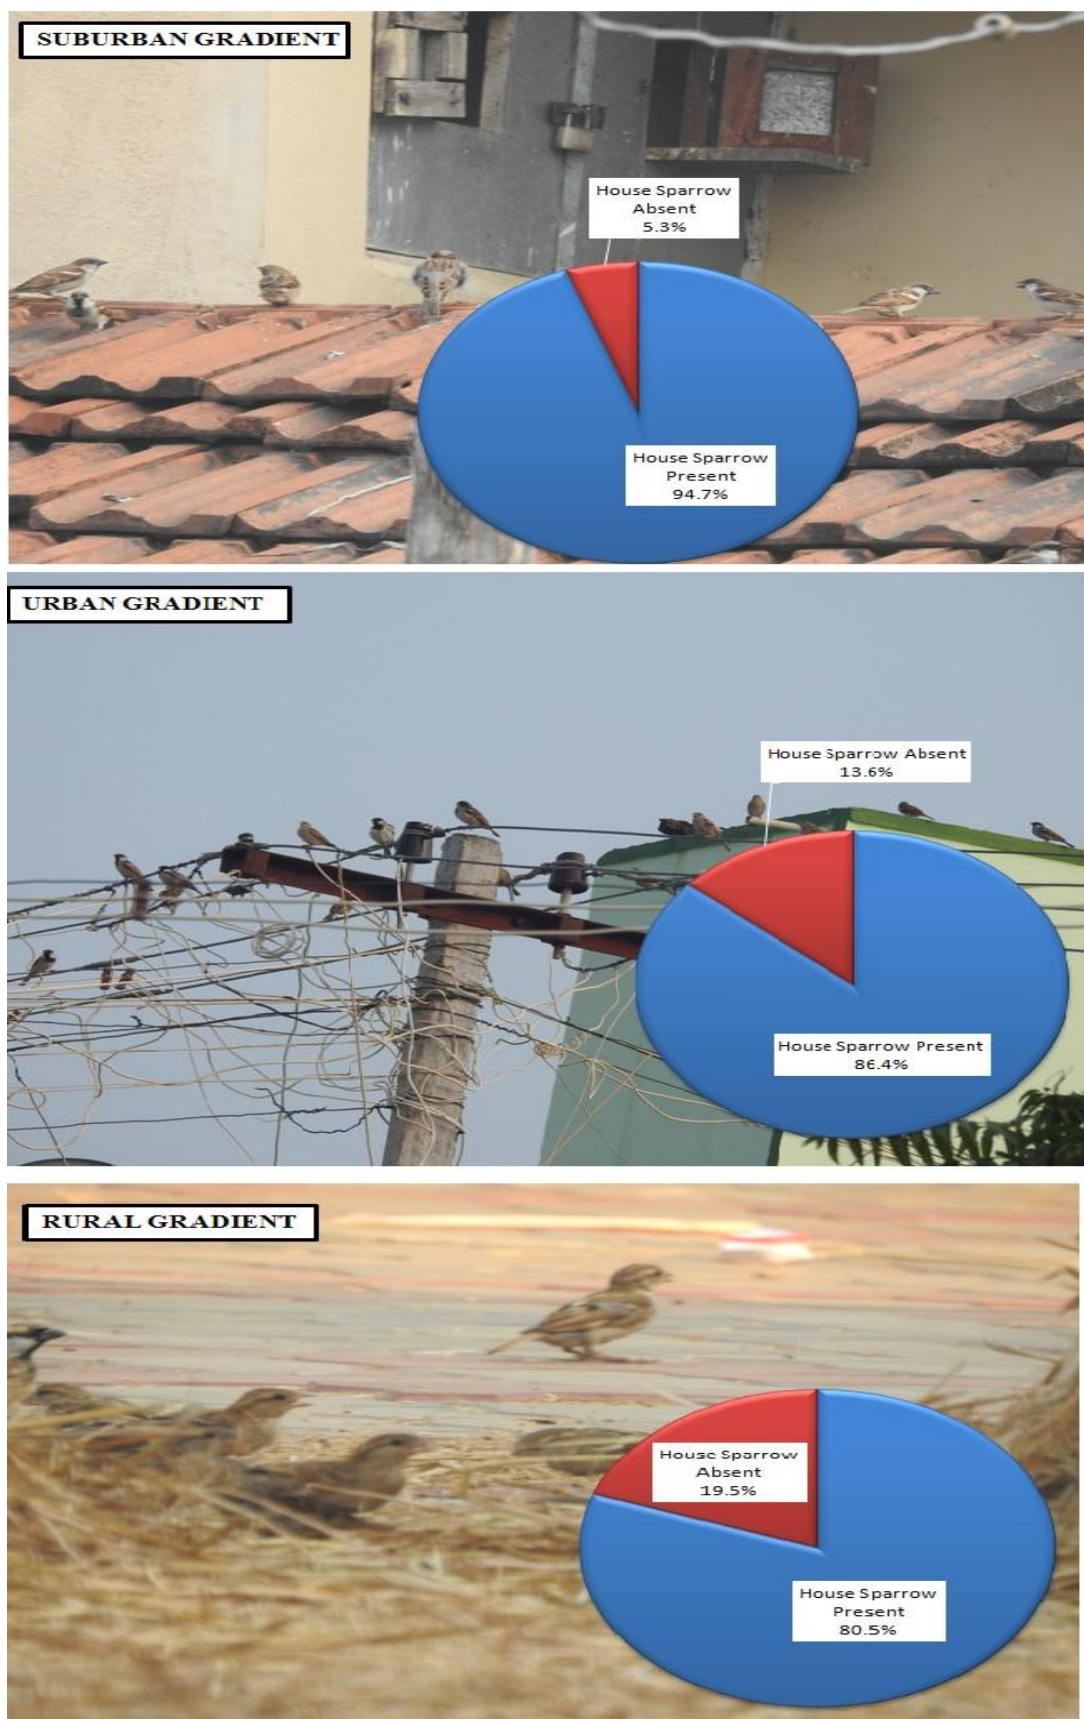 SUBURBAN GRADIENT
House Sparrow
Absent
5.3%
House Sparrow
Present
94.7%
URBAN GRADIENT
House Sparrow Absent
13.6%
House Sparrow Present
86.4%
RURAL GRADIENT
House Sparrow
Absent
19.5%
House Sparrow
Present
80.5%